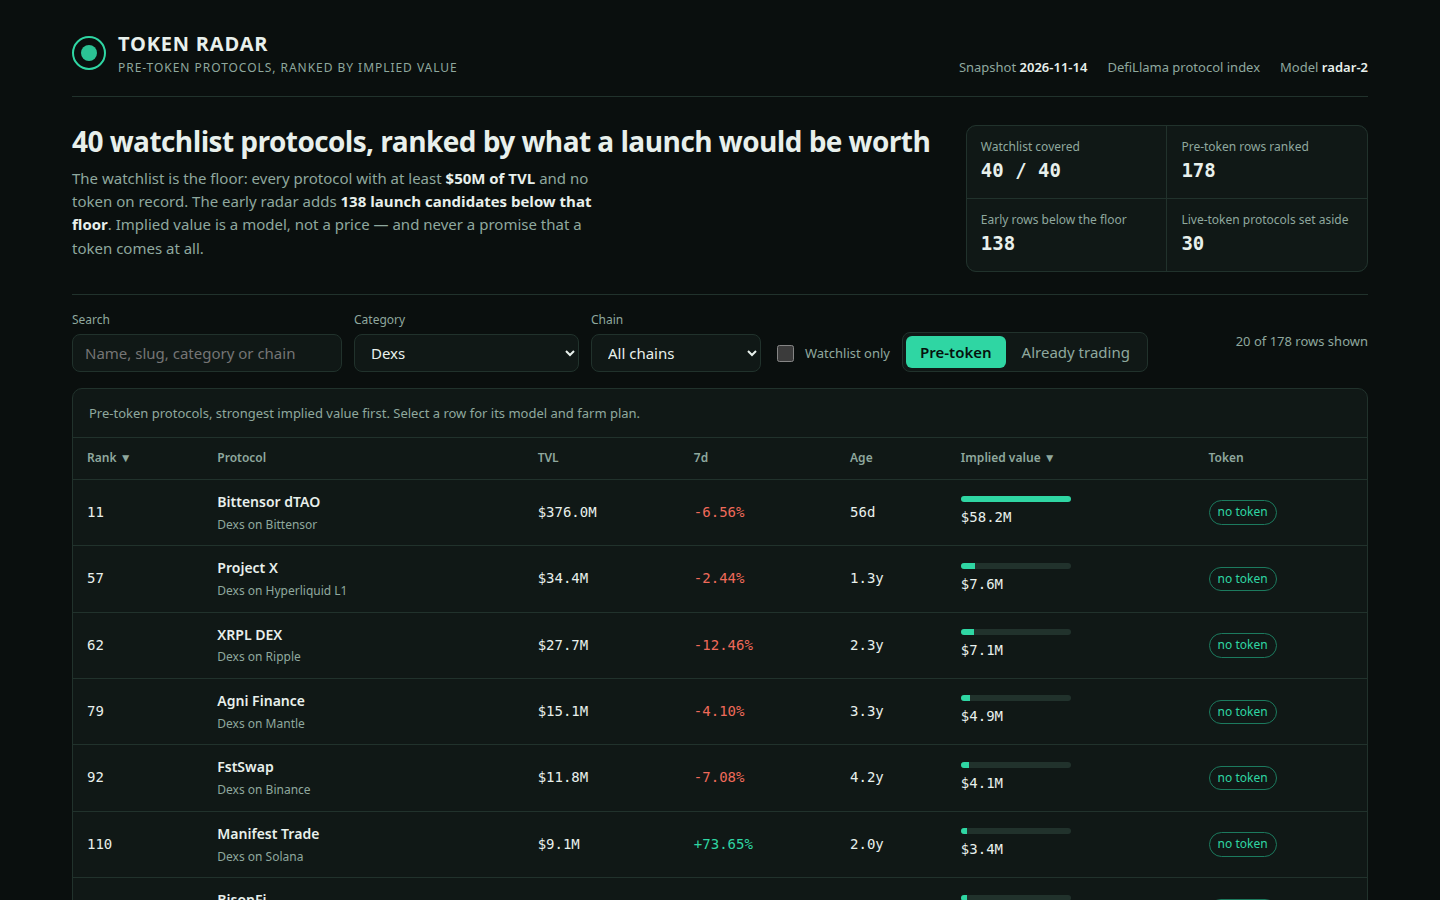 TOKEN RADAR
PRE-TOKEN PROTOCOLS, RANKED BY IMPLIED VALUE
Snapshot 2026-11-14 DefiLlama protocol index Model radar-2
40 watchlist protocols, ranked by what a launch would be worth
The watchlist is the floor: every protocol with at least $50M of TVL and no
token on record. The early radar adds 138 launch candidates below that
floor. Implied value is a model, not a price — and never a promise that a
token comes at all.
Watchlist covered
40 / 40
Pre-token rows ranked
178
Early rows below the floor
138
Live-token protocols set aside
30
Search
Name, slug, category or chain
Category
Dexs
Chain
All chains
Watchlist only
Pre-token
Already trading
20 of 178 rows shown
Pre-token protocols, strongest implied value first. Select a row for its model and farm plan.
Rank ▼ Protocol TVL 7d Age Implied value ▼ Token
11 Bittensor dTAO $376.0M -6.56% 56d $58.2M no token
Dexs on Bittensor
57 Project X $34.4M -2.44% 1.3y $7.6M no token
Dexs on Hyperliquid L1
62 XRPL DEX $27.7M -12.46% 2.3y $7.1M no token
Dexs on Ripple
79 Agni Finance $15.1M -4.10% 3.3y $4.9M no token
Dexs on Mantle
92 FstSwap $11.8M -7.08% 4.2y $4.1M no token
Dexs on Binance
110 Manifest Trade $9.1M +73.65% 2.0y $3.4M no token
Dexs on Solana
BisonFi